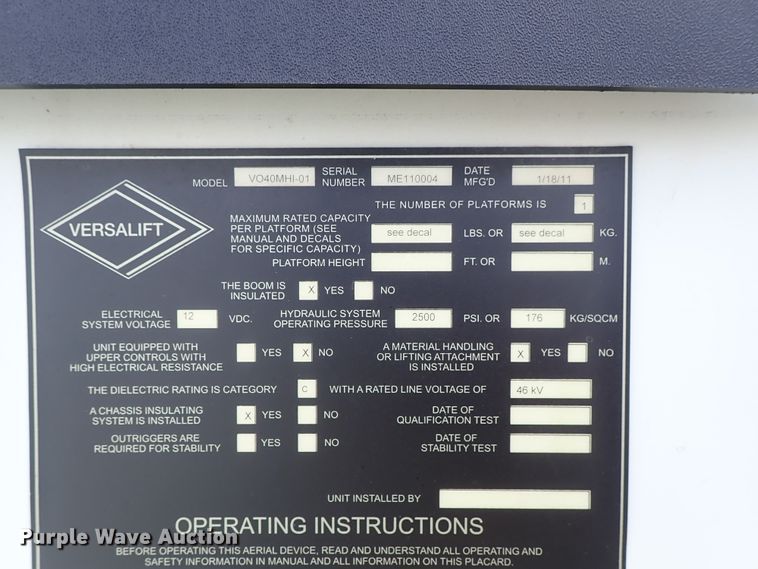 MODEL VO40MHI-01 SERIAL NUMBER ME110004 DATE MFG'D 1/18/11
THE NUMBER OF PLATFORMS IS 1
VERSALIFT
MAXIMUM RATED CAPACITY
PER PLATFORM (SEE
MANUAL AND DECALS
FOR SPECIFIC CAPACITY) see decal LBS. OR see decal KG.
PLATFORM HEIGHT FT. OR M.
THE BOOM IS
INSULATED X YES NO
ELECTRICAL
SYSTEM VOLTAGE 12 VDC. HYDRAULIC SYSTEM
OPERATING PRESSURE 2500 PSI. OR 176 KG/SQCM
UNIT EQUIPPED WITH
UPPER CONTROLS WITH
HIGH ELECTRICAL RESISTANCE YES X NO
A MATERIAL HANDLING
OR LIFTING ATTACHMENT
IS INSTALLED X YES NO
THE DIELECTRIC RATING IS CATEGORY C WITH A RATED LINE VOLTAGE OF 46 kV
A CHASSIS INSULATING
SYSTEM IS INSTALLED X YES NO
DATE OF
QUALIFICATION TEST
OUTRIGGERS ARE
REQUIRED FOR STABILITY YES NO
DATE OF
STABILITY TEST
UNIT INSTALLED BY
OPERATING INSTRUCTIONS
BEFORE OPERATING THIS AERIAL DEVICE, READ AND UNDERSTAND ALL OPERATING AND
SAFETY INFORMATION IN MANUAL AND ALL INFORMATION ON THIS PLACARD.
Purple Wave Auction